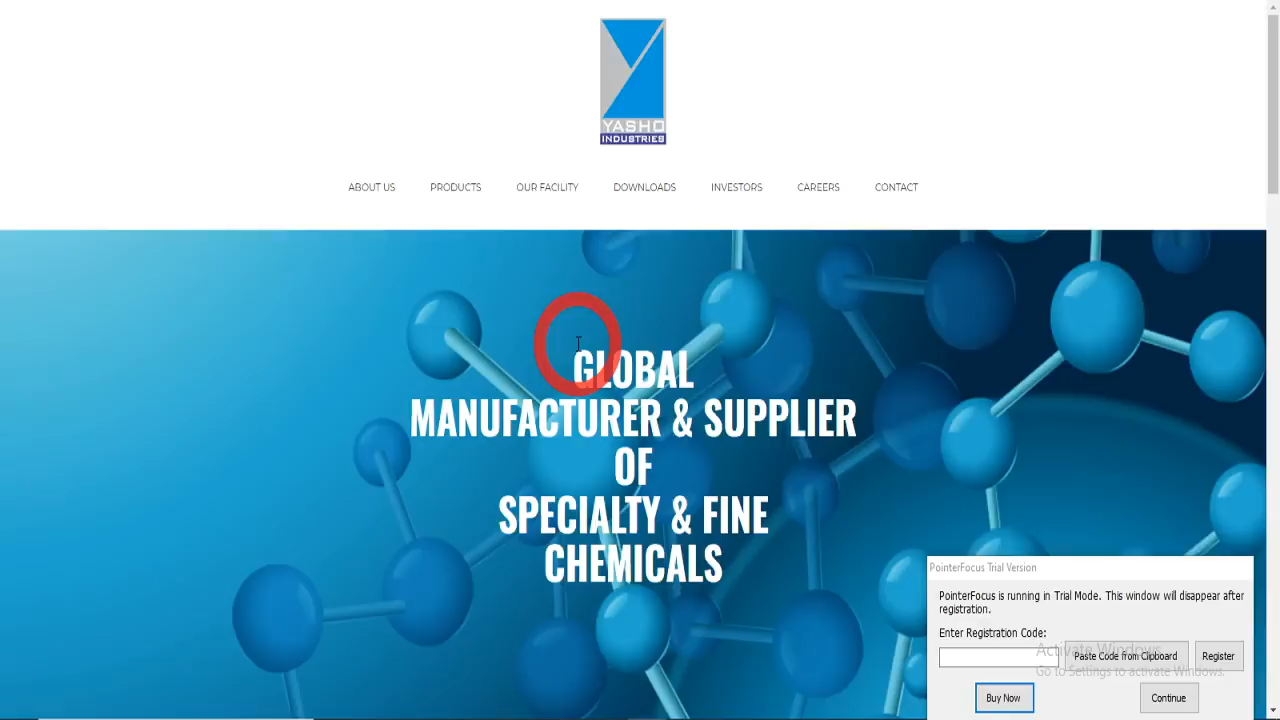 YASHO
INDUSTRIES
ABOUT US PRODUCTS OUR FACILITY DOWNLOADS INVESTORS CAREERS CONTACT
GLOBAL
MANUFACTURER & SUPPLIER
OF
SPECIALTY & FINE
CHEMICALS
PointerFocus Trial Version
PointerFocus is running in Trial Mode. This window will disappear after
registration.
Enter Registration Code:
Paste Code from Clipboard Register
Activate Windows
Go to Settings to activate Windows.
Buy Now Continue